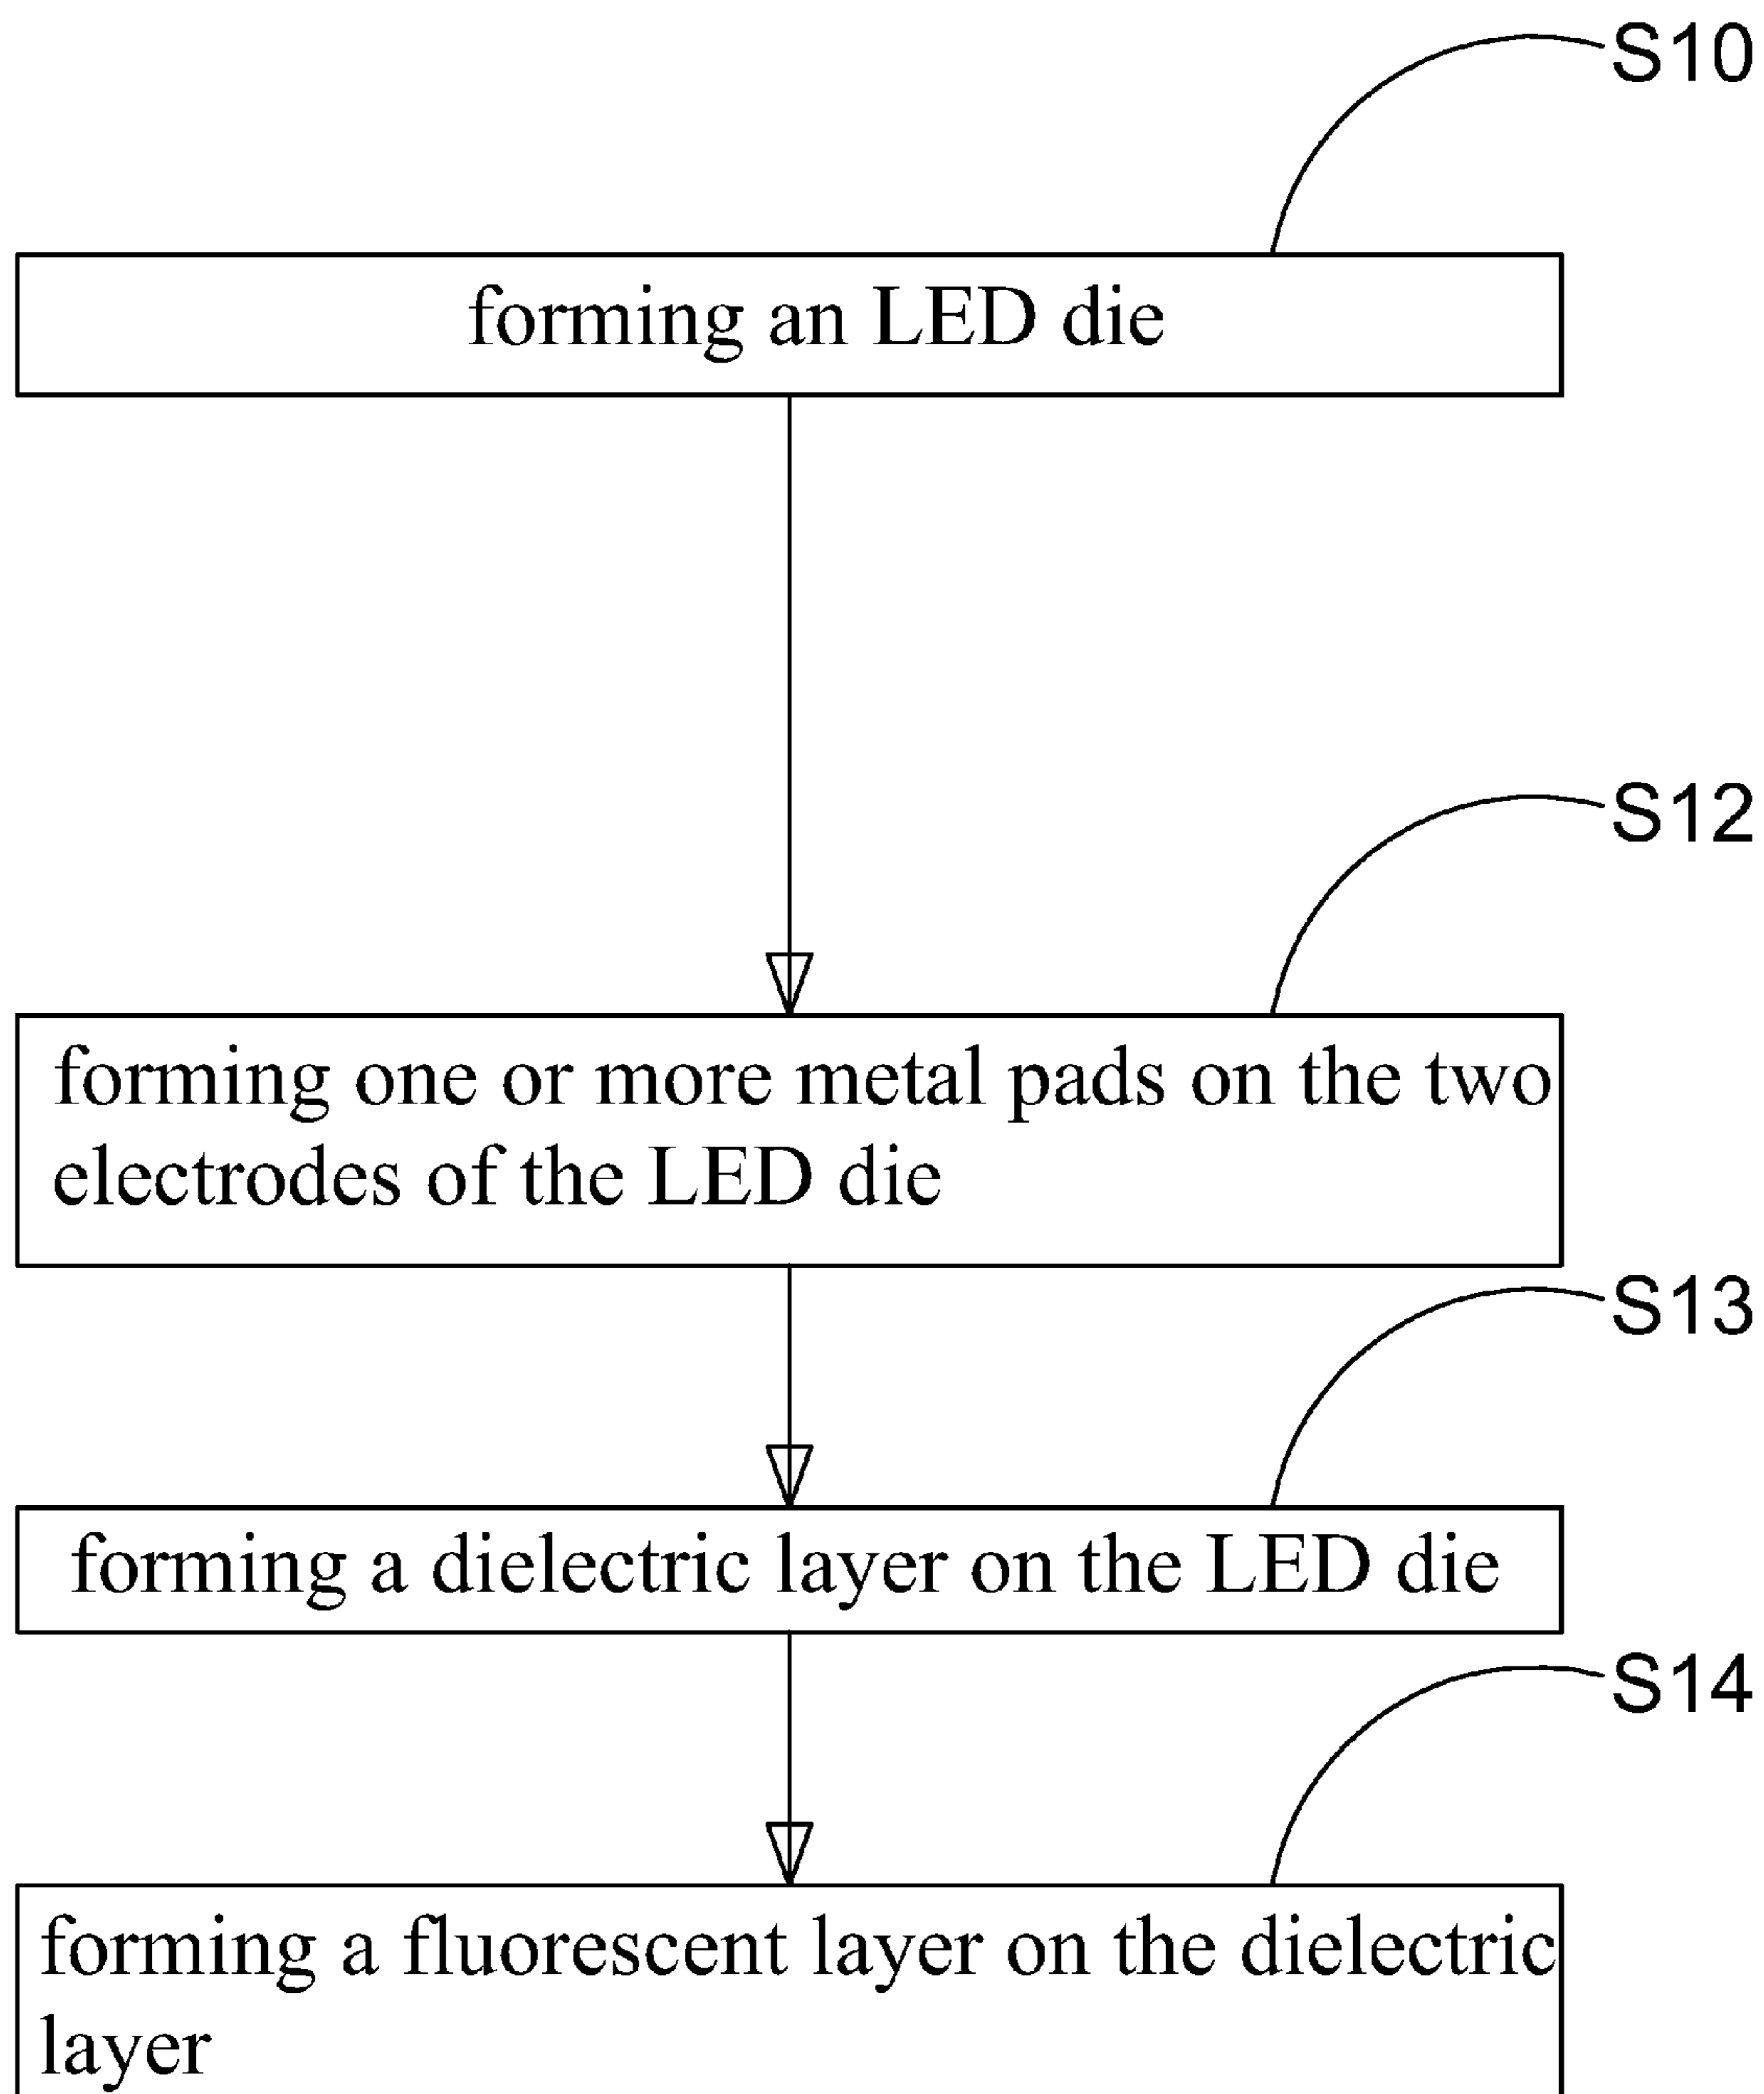 S10
forming an LED die
S12
forming one or more metal pads on the two
electrodes of the LED die
S13
forming a dielectric layer on the LED die
S14
forming a fluorescent layer on the dielectric
layer